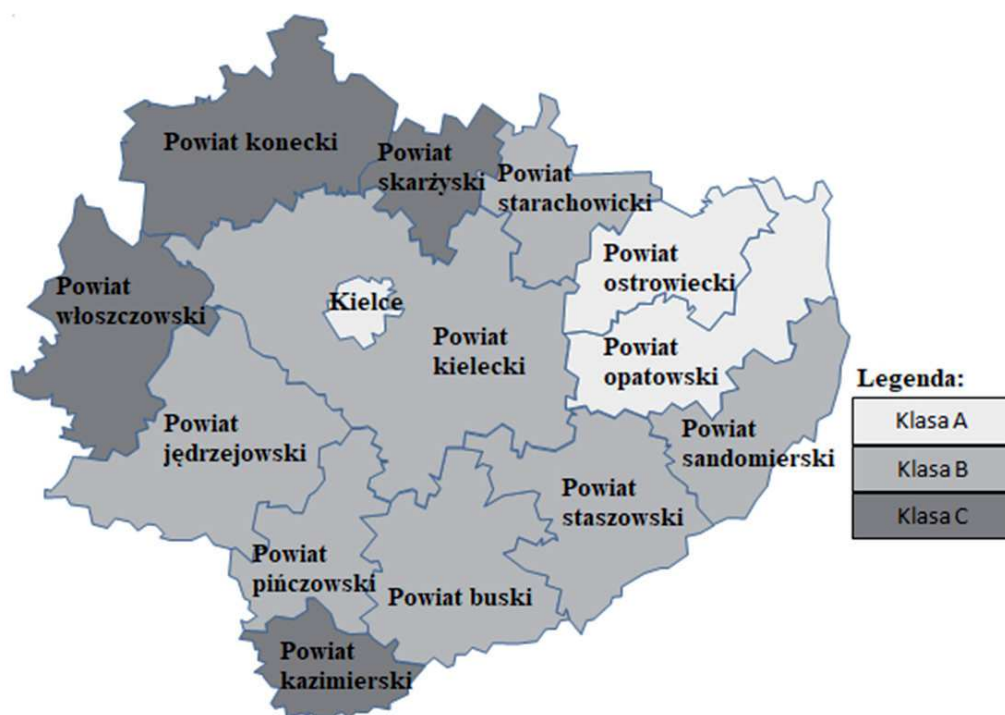 Powiat konecki
Powiat
skarżyski
Powiat
starachowicki
Powiat
ostrowiecki
Powiat
włoszczowski
Kielce
Powiat
kielecki
Powiat
opatowski
Powiat
jędrzejowski
Powiat
sandomierski
Powiat
staszowski
Powiat
pińczowski
Powiat buski
Powiat
kazimierski
Legenda:
Klasa A
Klasa B
Klasa C